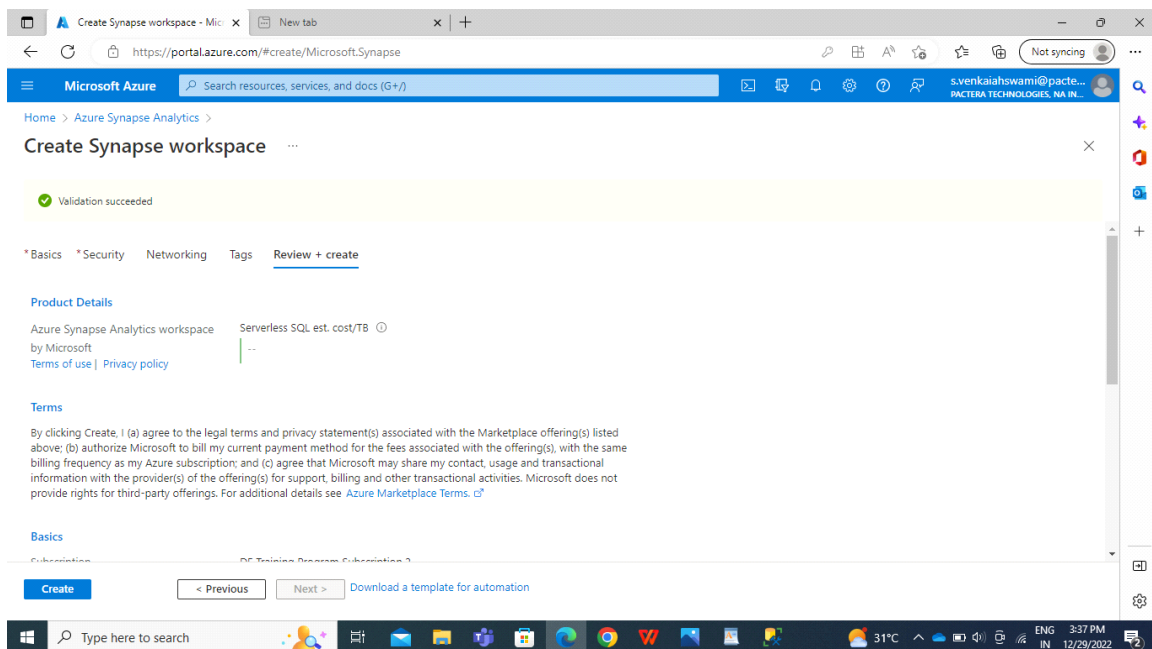 Create Synapse workspace - Mic
New tab
https://portal.azure.com/#create/Microsoft.Synapse
Not syncing
Microsoft Azure
Search resources, services, and docs (G+/)
s.venkaiahswami@pacte...
PACTERA TECHNOLOGIES, NA IN...
Home > Azure Synapse Analytics >
Create Synapse workspace ...
Validation succeeded
* Basics * Security Networking Tags Review + create
Product Details
Azure Synapse Analytics workspace
by Microsoft
Terms of use | Privacy policy
Serverless SQL est. cost/TB
--
Terms
By clicking Create, I (a) agree to the legal terms and privacy statement(s) associated with the Marketplace offering(s) listed
above; (b) authorize Microsoft to bill my current payment method for the fees associated with the offering(s), with the same
billing frequency as my Azure subscription; and (c) agree that Microsoft may share my contact, usage and transactional
information with the provider(s) of the offering(s) for support, billing and other transactional activities. Microsoft does not
provide rights for third-party offerings. For additional details see Azure Marketplace Terms.
Basics
Subscription DE Training Program Subscription 2
Create < Previous Next > Download a template for automation
Type here to search
31°C
ENG
IN
3:37 PM
12/29/2022
2